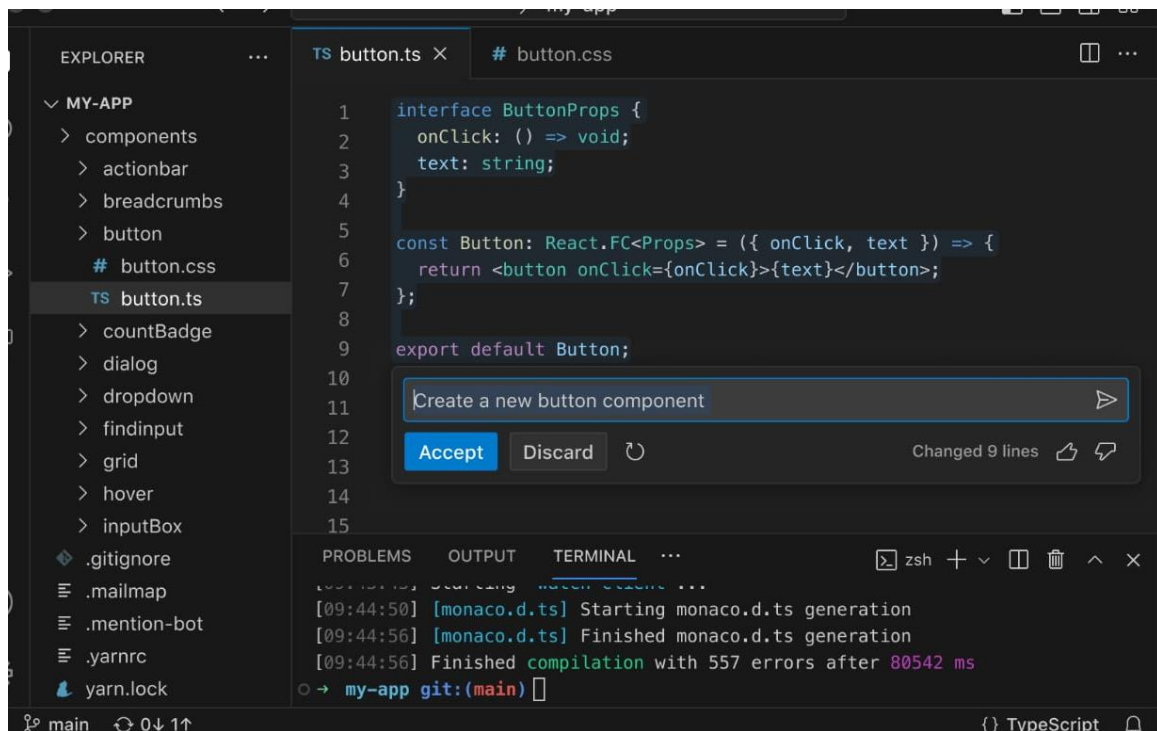 my-app
EXPLORER ...
MY-APP
components
actionbar
breadcrumbs
button
# button.css
TS button.ts
countBadge
dialog
dropdown
findinput
grid
hover
inputBox
.gitignore
.mailmap
.mention-bot
.yarnrc
yarn.lock
TS button.ts
# button.css
1 interface ButtonProps {
2 onClick: () => void;
3 text: string;
4 }
5
6 const Button: React.FC<Props> = ({ onClick, text }) => {
7 return <button onClick={onClick}>{text}</button>;
8 };
9 export default Button;
10
11
12
13
14
15
Create a new button component
Accept Discard Changed 9 lines
PROBLEMS OUTPUT TERMINAL ... zsh
Starting watch-client ...
[09:44:50] [monaco.d.ts] Starting monaco.d.ts generation
[09:44:56] [monaco.d.ts] Finished monaco.d.ts generation
[09:44:56] Finished compilation with 557 errors after 80542 ms
→ my-app git:(main)
main 0↓ 1↑ {} TypeScript